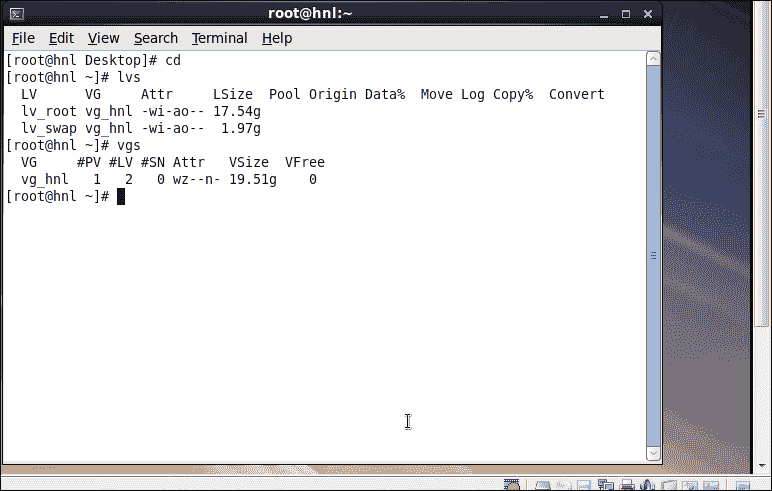 root@hnl:~
File Edit View Search Terminal Help
[root@hnl Desktop]# cd
[root@hnl ~]# lvs
  LV      VG     Attr     LSize  Pool Origin Data%  Move Log Copy%  Convert
  lv_root vg_hnl -wi-ao-- 17.54g
  lv_swap vg_hnl -wi-ao--  1.97g
[root@hnl ~]# vgs
  VG     #PV #LV #SN Attr   VSize  VFree
  vg_hnl   1   2   0 wz--n- 19.51g    0
[root@hnl ~]#